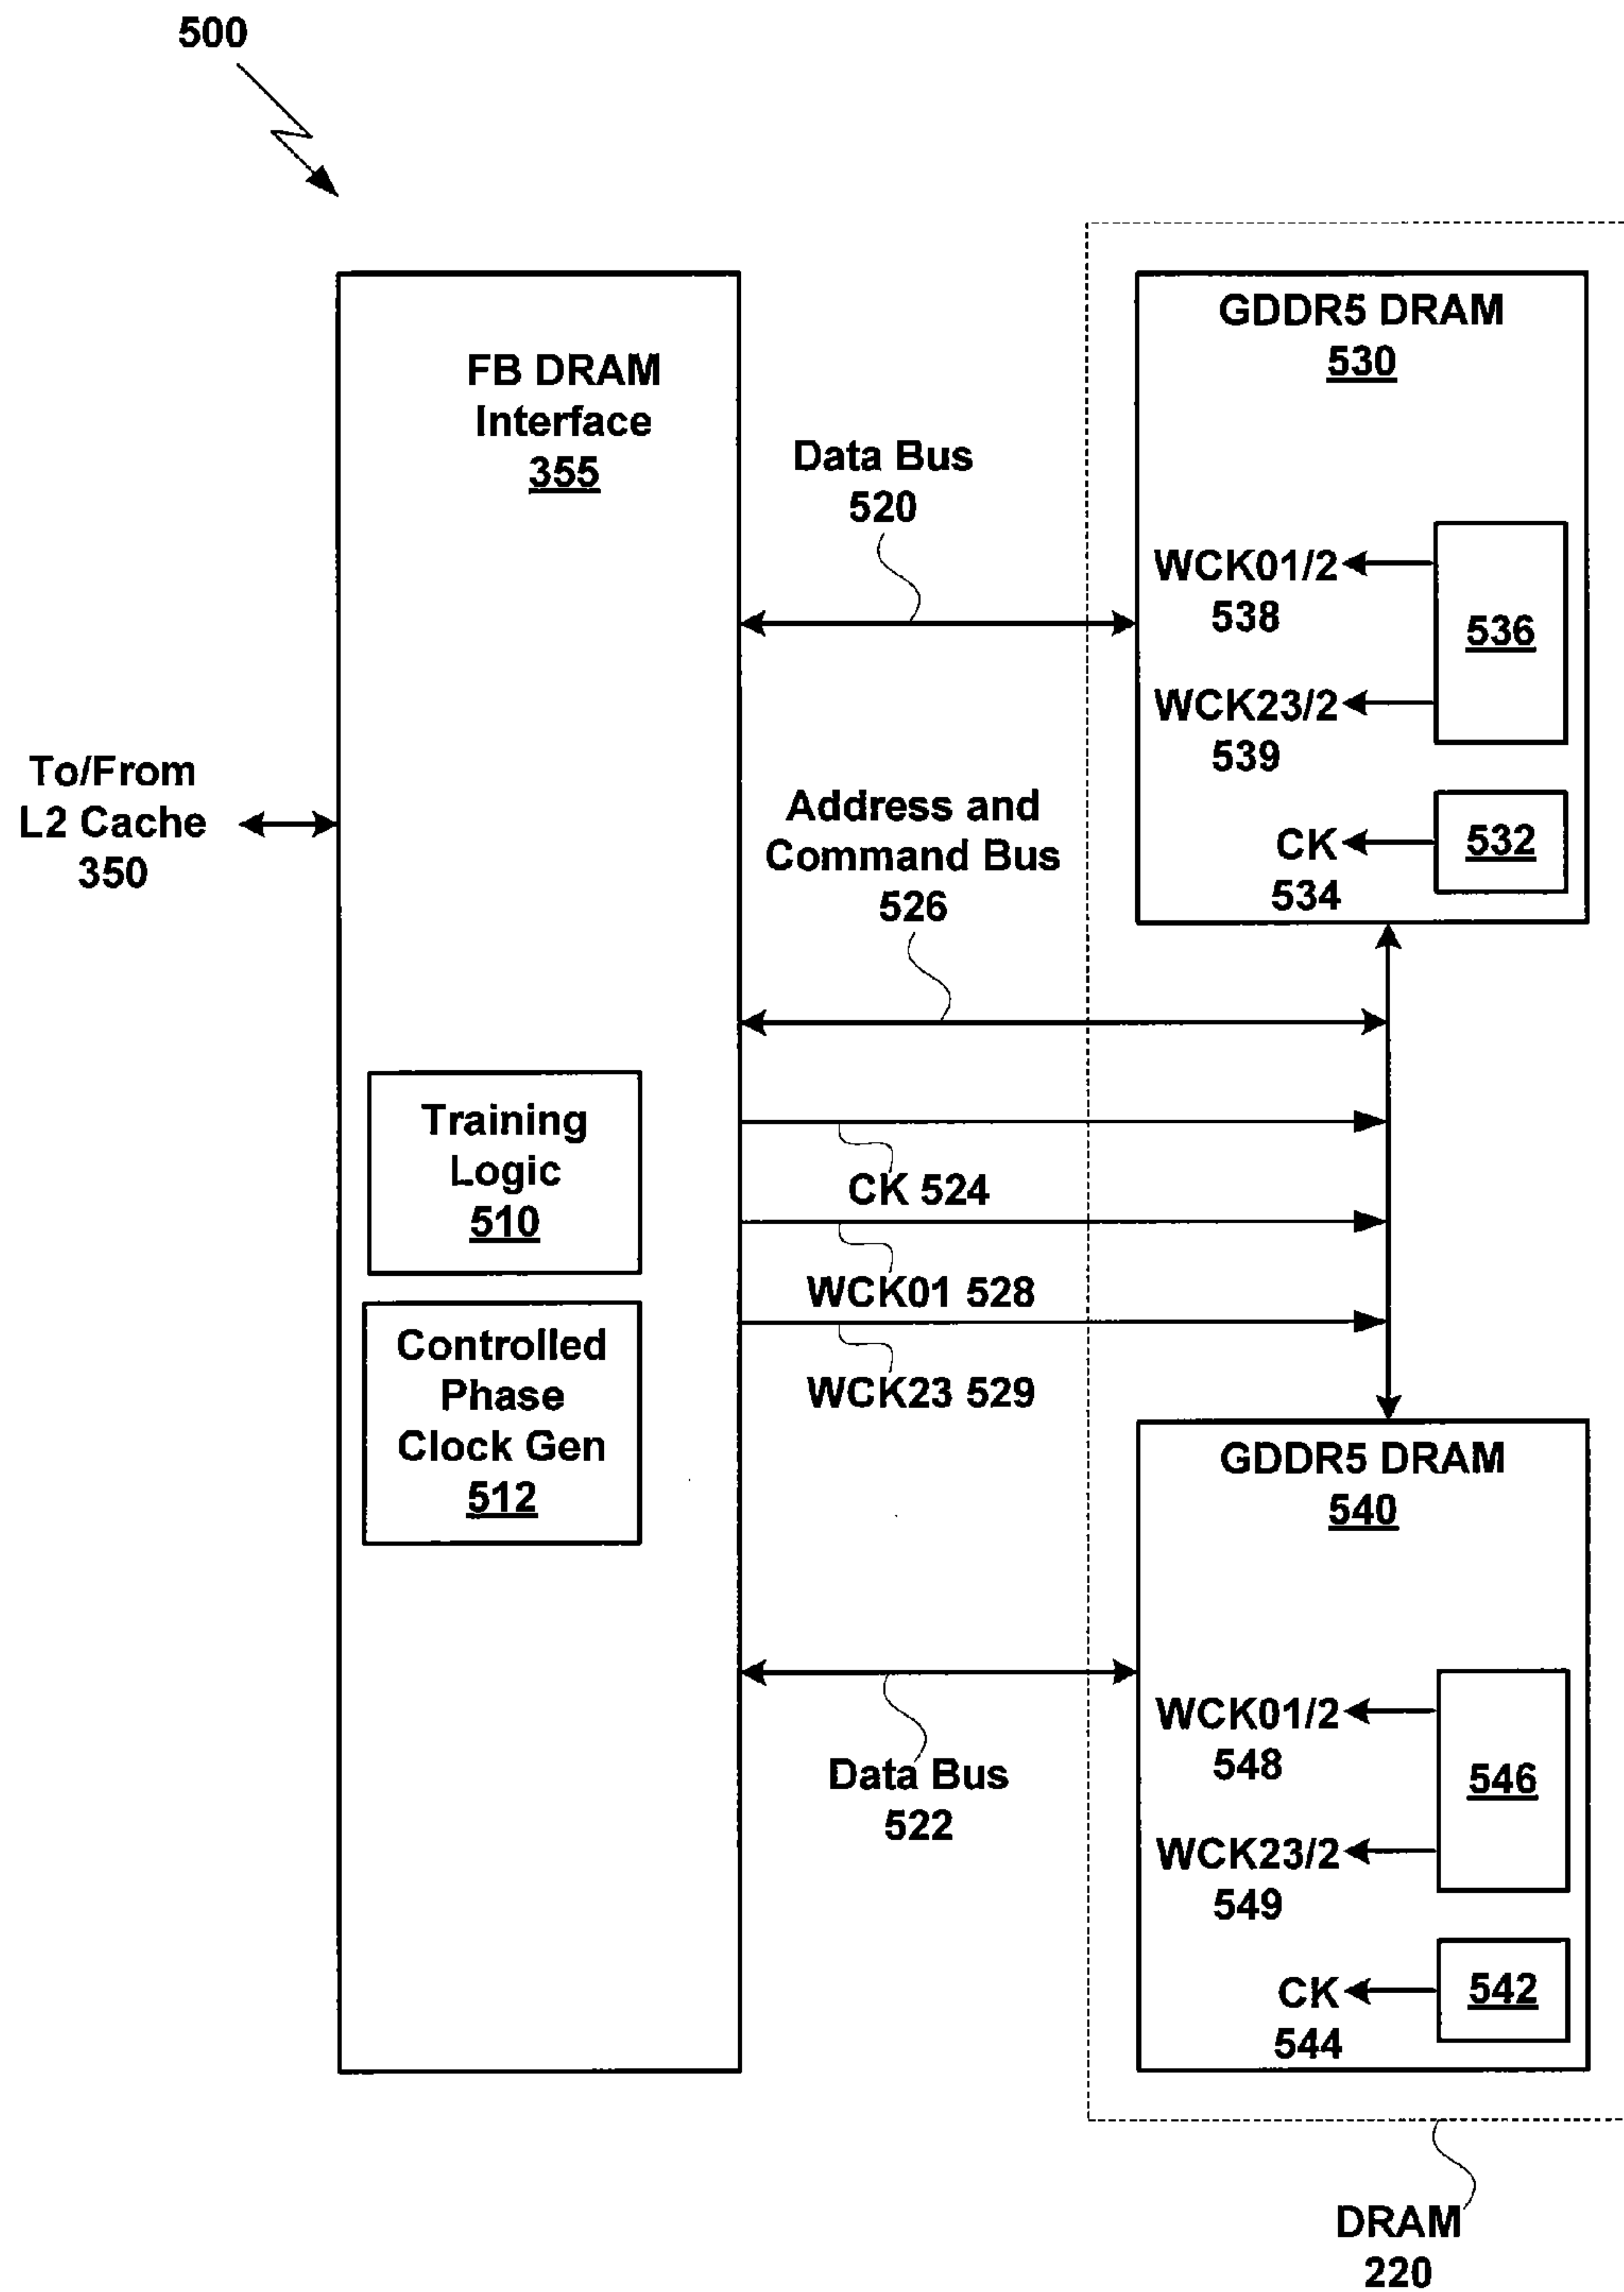 500
FB DRAM
Interface
355
To/From
L2 Cache
350
Training
Logic
510
Controlled
Phase
Clock Gen
512
Data Bus
520
Address and
Command Bus
526
CK 524
WCK01 528
WCK23 529
Data Bus
522
GDDR5 DRAM
530
WCK01/2
538
536
WCK23/2
539
CK
534
532
GDDR5 DRAM
540
WCK01/2
548
546
WCK23/2
549
CK
544
542
DRAM
220